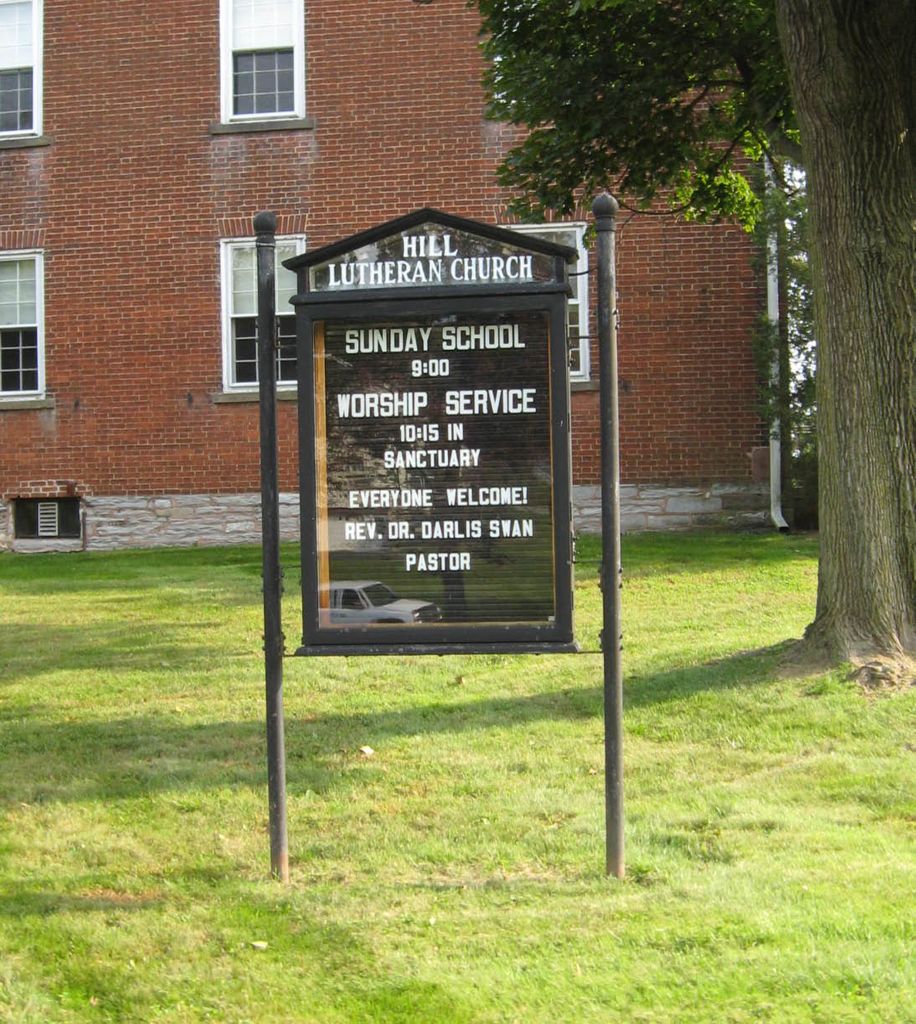 HILL
LUTHERAN CHURCH
SUNDAY SCHOOL
9:00
WORSHIP SERVICE
10:15 IN
SANCTUARY
EVERYONE WELCOME!
REV. DR. DARLIS SWAN
PASTOR